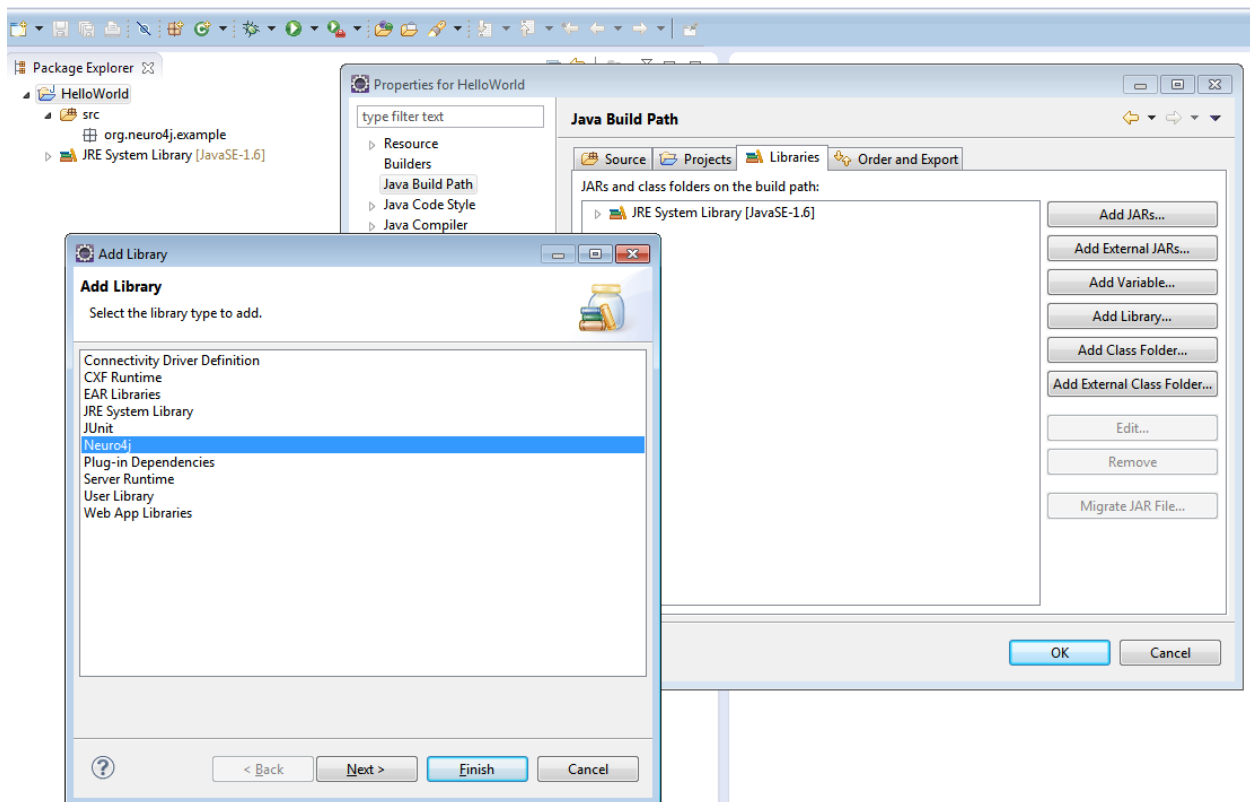 Package Explorer
HelloWorld
src
org.neuro4j.example
JRE System Library [JavaSE-1.6]
Properties for HelloWorld
type filter text
Resource
Builders
Java Build Path
Java Code Style
Java Compiler
Java Build Path
Source Projects Libraries Order and Export
JARs and class folders on the build path:
JRE System Library [JavaSE-1.6]
Add JARs...
Add External JARs...
Add Variable...
Add Library...
Add Class Folder...
Add External Class Folder...
Edit...
Remove
Migrate JAR File...
OK Cancel
Add Library
Add Library
Select the library type to add.
Connectivity Driver Definition
CXF Runtime
EAR Libraries
JRE System Library
JUnit
Neuro4j
Plug-in Dependencies
Server Runtime
User Library
Web App Libraries
? < Back Next > Finish Cancel